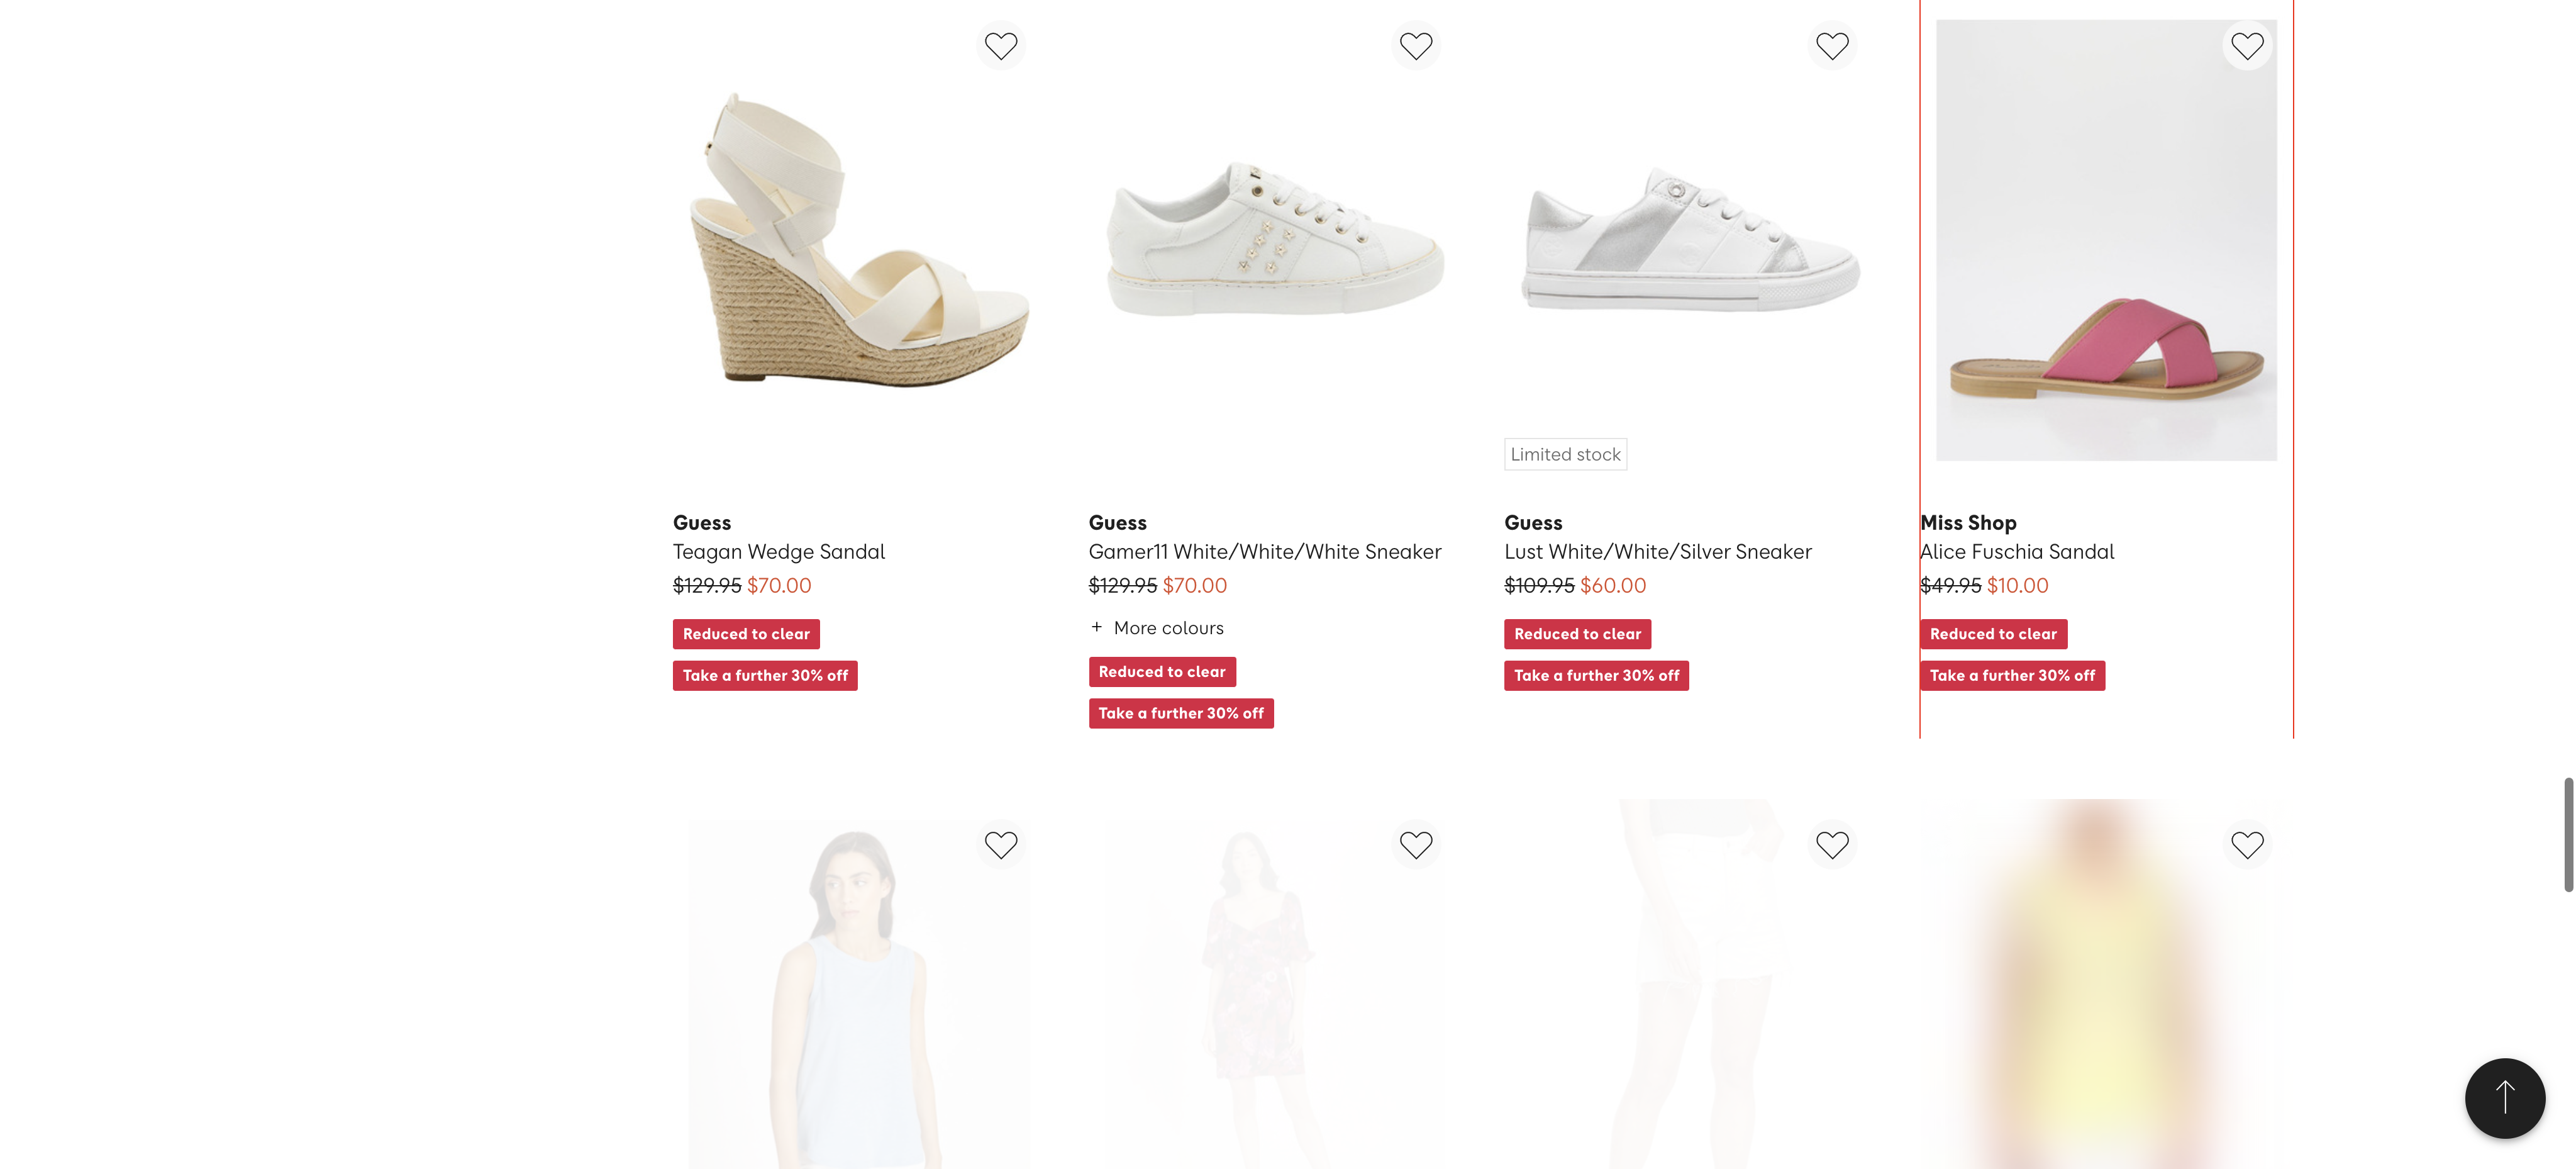 Limited stock
Guess
Teagan Wedge Sandal
$129.95 $70.00
Reduced to clear
Take a further 30% off
Guess
Gamer11 White/White/White Sneaker
$129.95 $70.00
+ More colours
Reduced to clear
Take a further 30% off
Guess
Lust White/White/Silver Sneaker
$109.95 $60.00
Reduced to clear
Take a further 30% off
Miss Shop
Alice Fuschia Sandal
$49.95 $10.00
Reduced to clear
Take a further 30% off